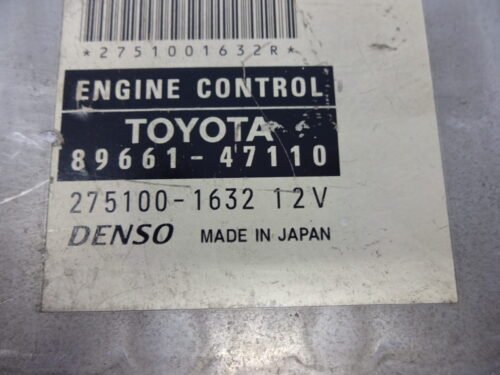 *2751001632R*
ENGINE CONTROL
TOYOTA
89661-47110
275100-1632 12V
DENSO MADE IN JAPAN